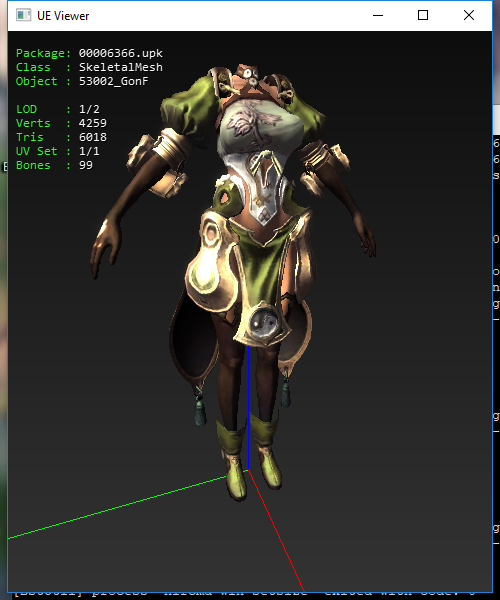 UE Viewer
Package: 00006366.upk
Class : SkeletalMesh
Object : 53002_GonF
LOD : 1/2
Verts : 4259
Tris : 6018
UV Set : 1/1
Bones : 99